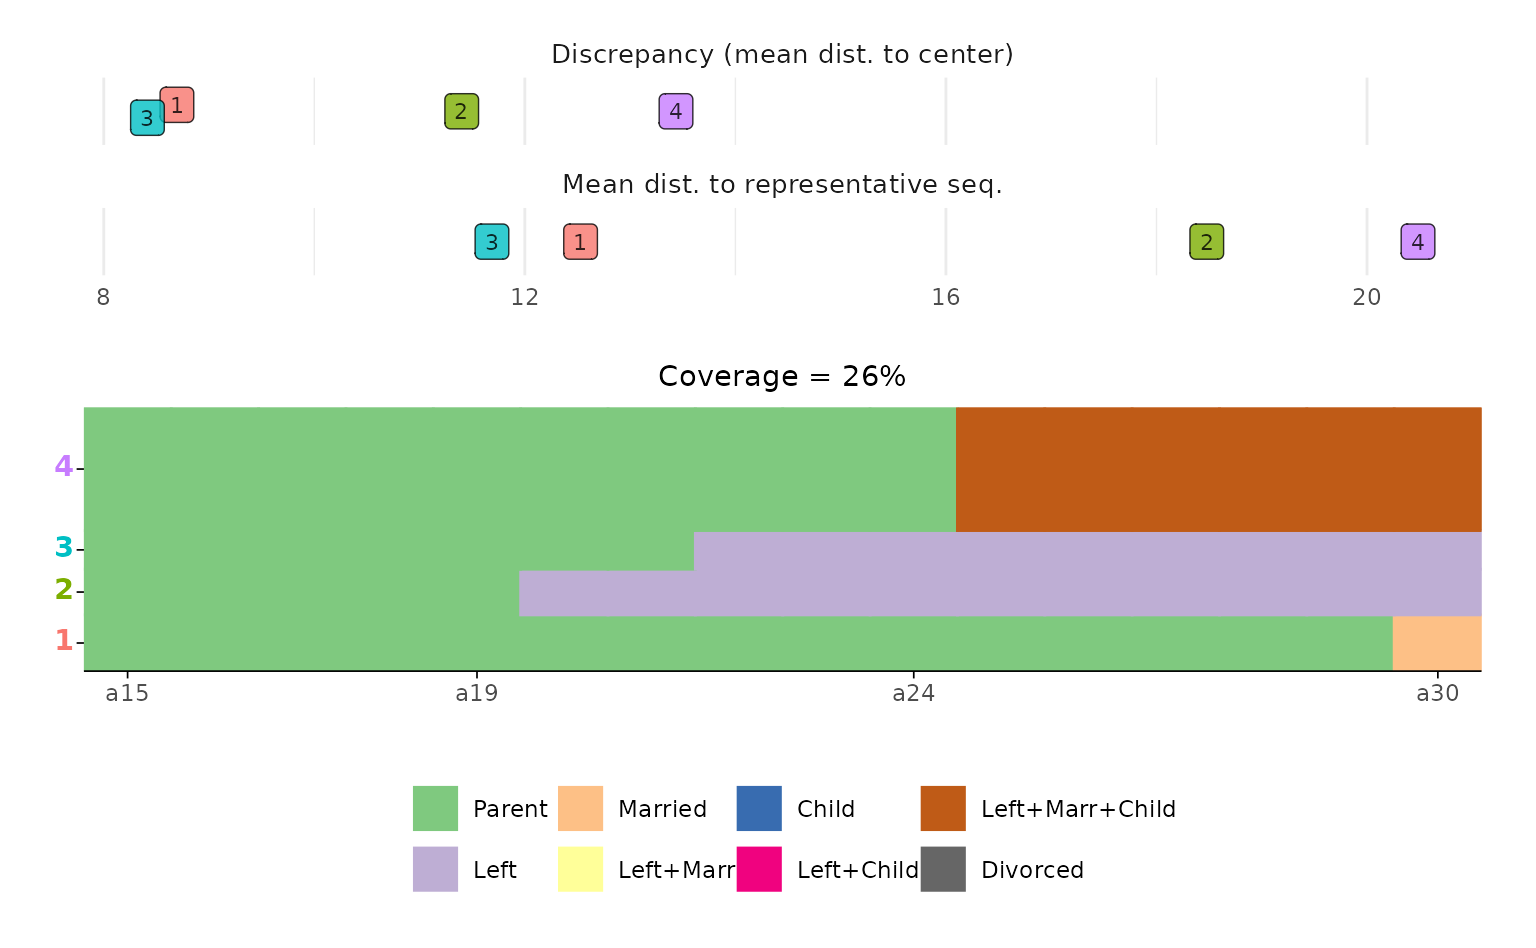 Discrepancy (mean dist. to center)
3 1 2 4
Mean dist. to representative seq.
3 1 2 4
8 12 16 20
Coverage = 26%
4
3
2
1
a15 a19 a24 a30
Parent Married Child Left+Marr+Child
Left Left+Marr Left+Child Divorced